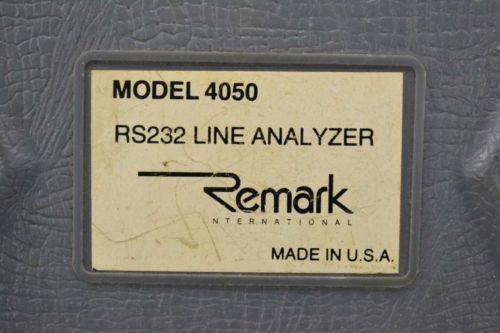 MODEL 4050
RS232 LINE ANALYZER
Remark
INTERNATIONAL
MADE IN U.S.A.